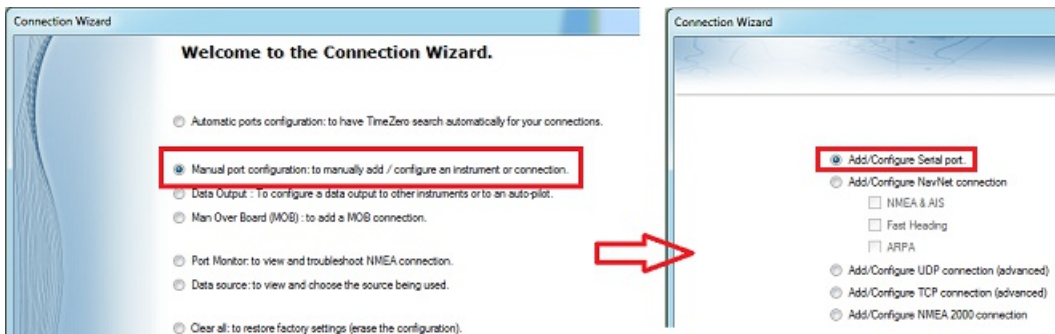 Connection Wizard
Welcome to the Connection Wizard.
Automatic ports configuration: to have TimeZero search automatically for your connections.
Manual port configuration: to manually add / configure an instrument or connection.
Data Output : To configure a data output to other instruments or to an auto-pilot.
Man Over Board (MOB) : to add a MOB connection.
Port Monitor: to view and troubleshoot NMEA connection.
Data source: to view and choose the source being used.
Clear all: to restore factory settings (erase the configuration).
Connection Wizard
Add/Configure Serial port.
Add/Configure NavNet connection
NMEA & AIS
Fast Heading
ARPA
Add/Configure UDP connection (advanced)
Add/Configure TCP connection (advanced)
Add/Configure NMEA 2000 connection